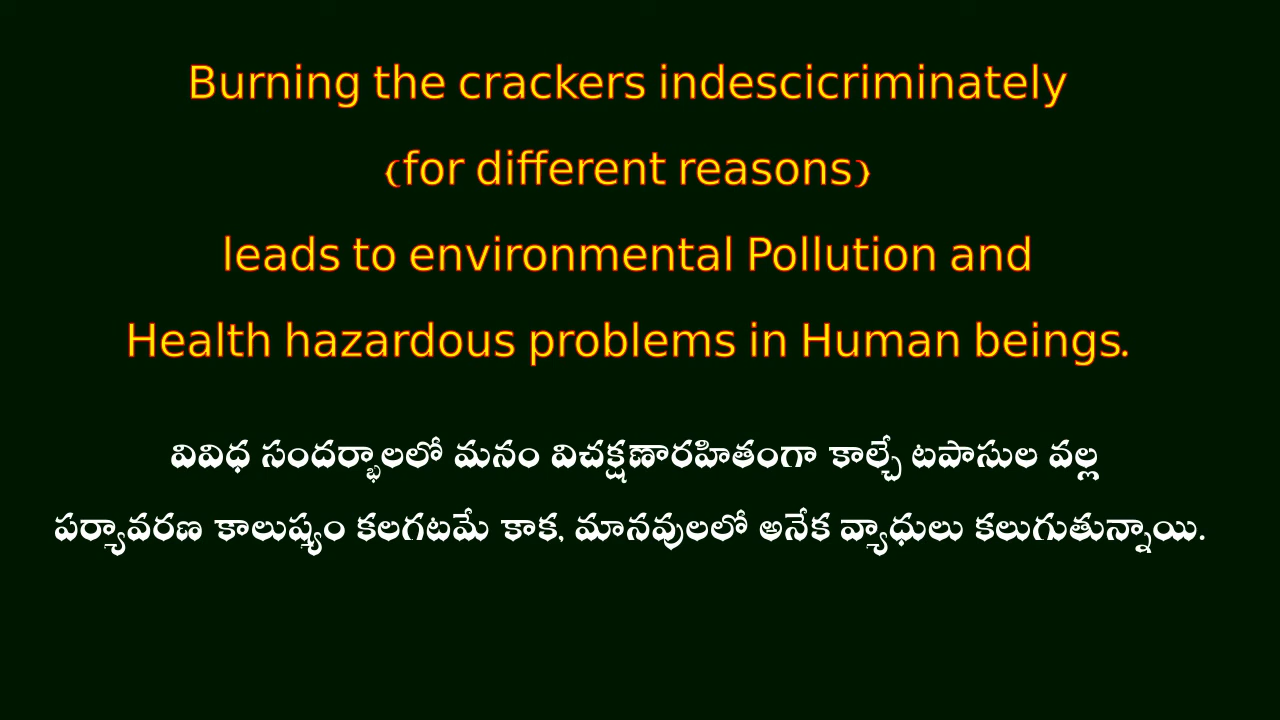 Burning the crackers indescicriminately
(for different reasons)
leads to environmental Pollution and
Health hazardous problems in Human beings.
వివిధ సందర్భాలలో మనం విచక్షణారహితంగా కాల్చే టపాసుల వల్ల
పర్యావరణ కాలుష్యం కలగటమే కాక, మానవులలో అనేక వ్యాధులు కలుగుతున్నాయి.